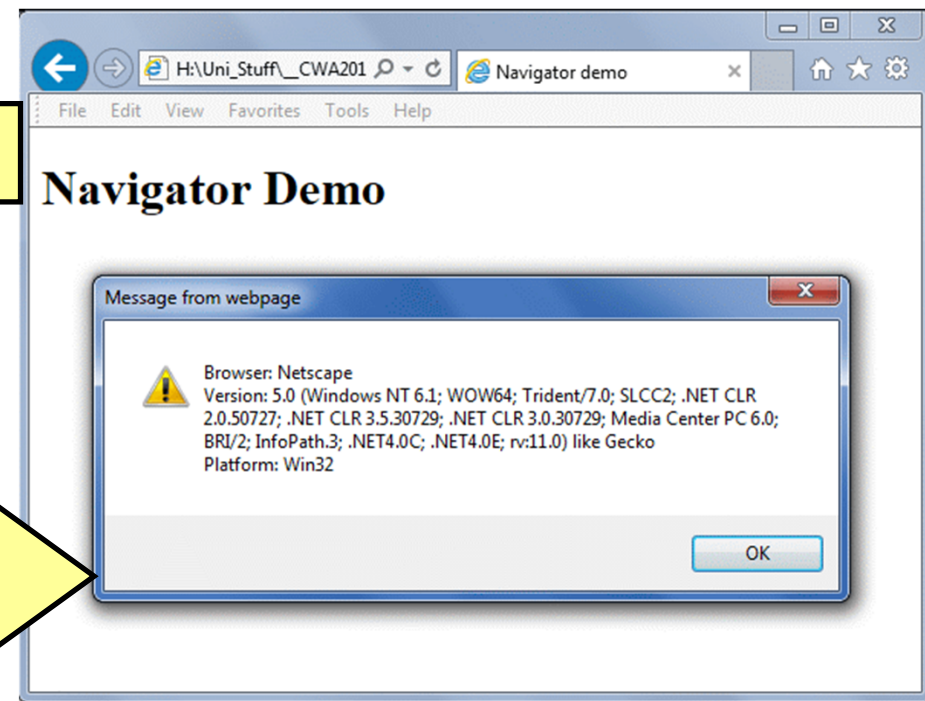 H:\Uni_Stuff\__CWA201
Navigator demo
File Edit View Favorites Tools Help
Navigator Demo
Message from webpage
Browser: Netscape
Version: 5.0 (Windows NT 6.1; WOW64; Trident/7.0; SLCC2; .NET CLR
2.0.50727; .NET CLR 3.5.30729; .NET CLR 3.0.30729; Media Center PC 6.0;
BRI/2; InfoPath.3; .NET4.0C; .NET4.0E; rv:11.0) like Gecko
Platform: Win32
OK